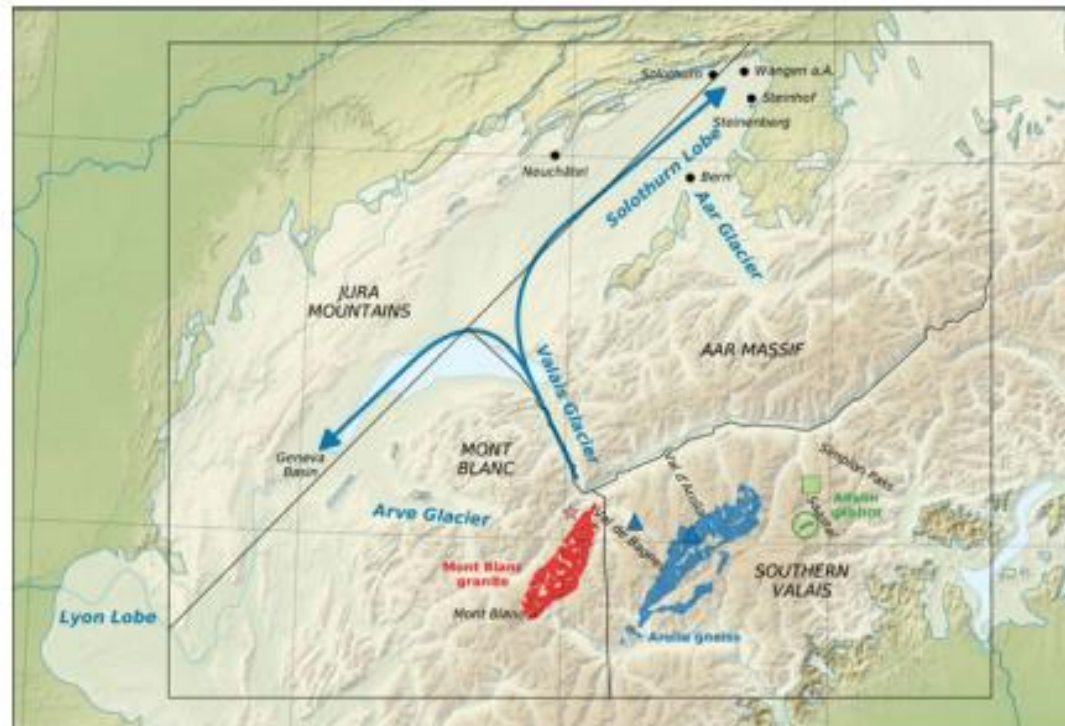 Solothurn
Wangen a.A.
Steinhof
Steinenberg
Neuchâtel
Bern
Solothurn Lobe
Aar Glacier
JURA
MOUNTAINS
AAR MASSIF
Valais Glacier
MONT
BLANC
Geneva
Basin
Simplon Pass
Val d'Arolla
Allalin
gabbro
Arve Glacier
Val de Bagnes
Mont Blanc
granite
SOUTHERN
VALAIS
Mont Blanc
Lyon Lobe
Arolla gneiss